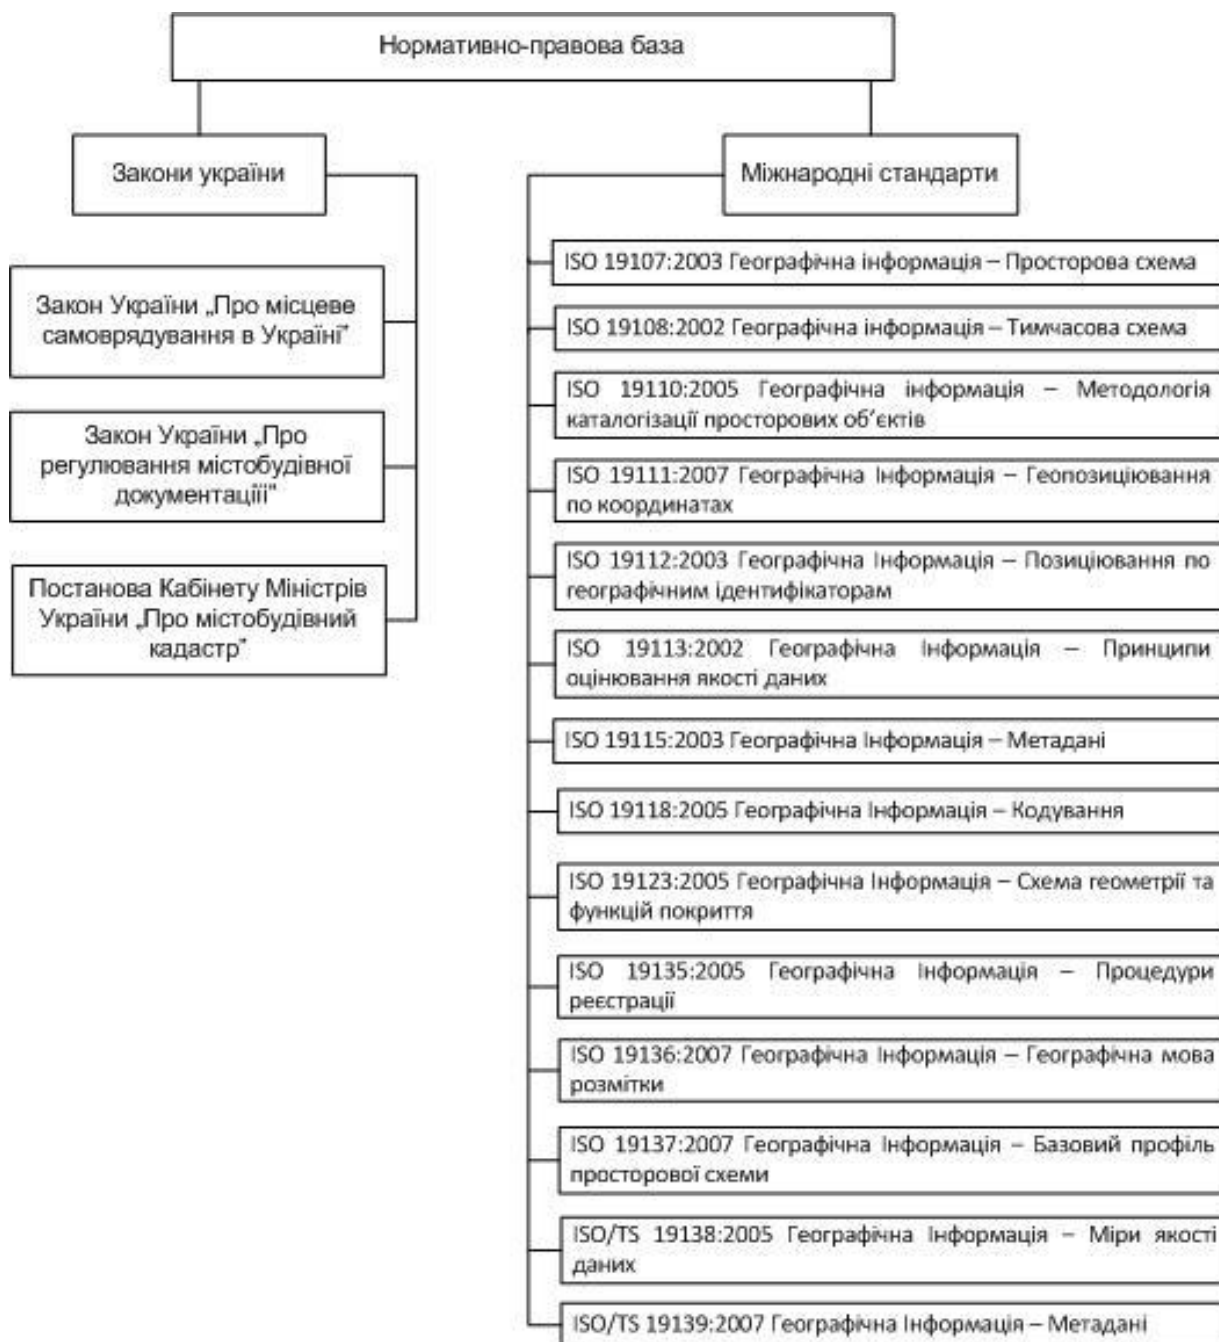 Нормативно-правова база
Закони україни
Закон України „Про місцеве
самоврядування в Україні"
Закон України „Про
регулювання містобудівної
документаціїї"
Постанова Кабінету Міністрів
України „Про містобудівний
кадастр"
Міжнародні стандарти
ISO 19107:2003 Географічна інформація – Просторова схема
ISO 19108:2002 Географічна інформація – Тимчасова схема
ISO 19110:2005 Географічна інформація – Методологія
каталогізації просторових об’єктів
ISO 19111:2007 Географічна Інформація – Геопозиціювання
по координатах
ISO 19112:2003 Географічна Інформація – Позиціювання по
географічним ідентифікаторам
ISO 19113:2002 Географічна Інформація – Принципи
оцінювання якості даних
ISO 19115:2003 Географічна Інформація – Метадані
ISO 19118:2005 Географічна Інформація – Кодування
ISO 19123:2005 Географічна Інформація – Схема геометрії та
функцій покриття
ISO 19135:2005 Географічна Інформація – Процедури
реєстрації
ISO 19136:2007 Географічна Інформація – Географічна мова
розмітки
ISO 19137:2007 Географічна Інформація – Базовий профіль
просторової схеми
ISO/TS 19138:2005 Географічна Інформація – Міри якості
даних
ISO/TS 19139:2007 Географічна Інформація – Метадані